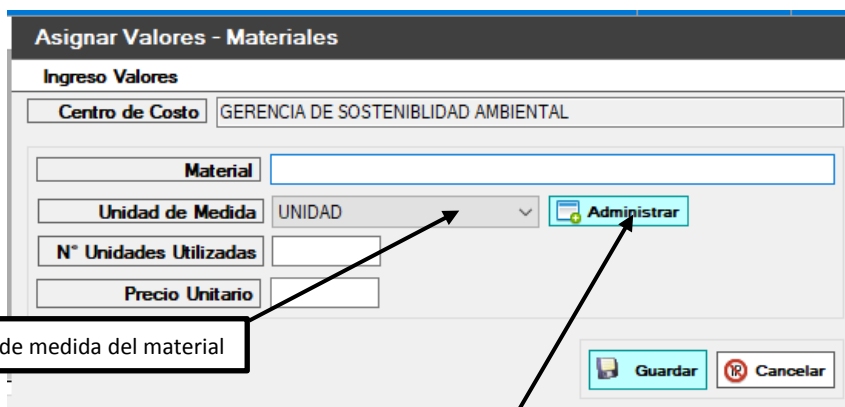 Asignar Valores - Materiales
Ingreso Valores
Centro de Costo GERENCIA DE SOSTENIBLIDAD AMBIENTAL
Material
Unidad de Medida UNIDAD Administrar
N° Unidades Utilizadas
Precio Unitario
de medida del material
Guardar Cancelar